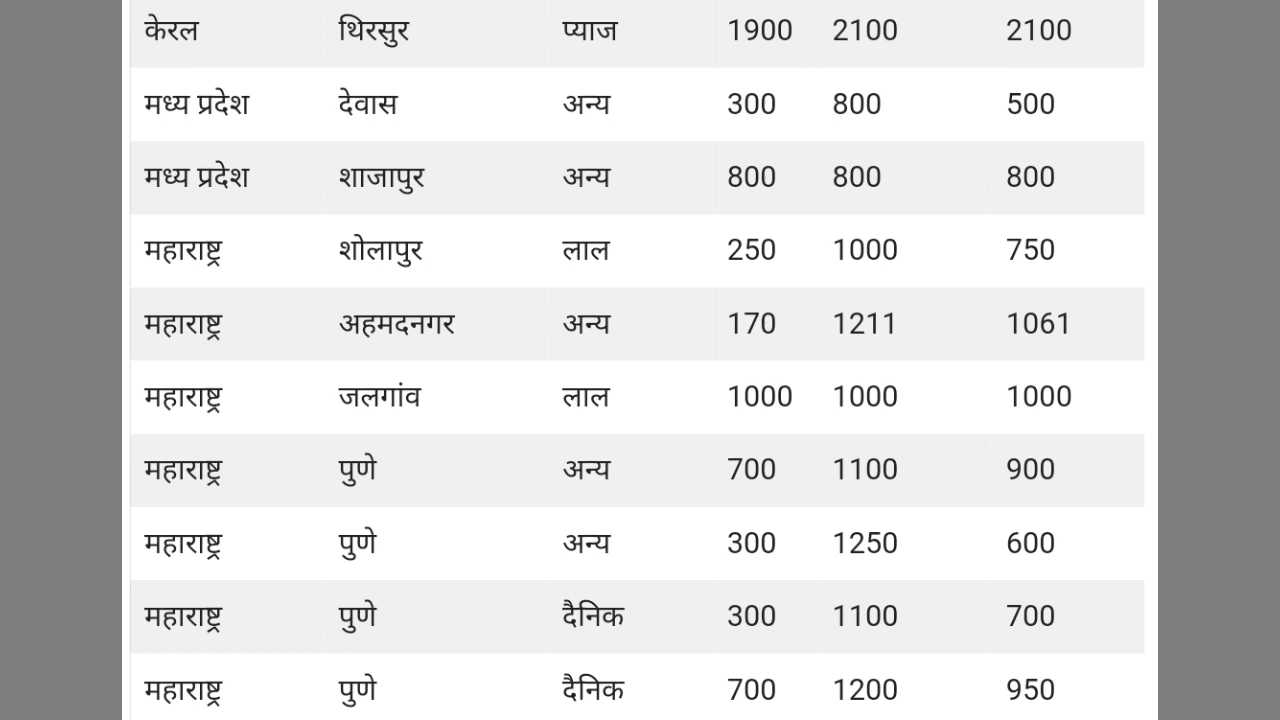 केरल थिरसुर प्याज 1900 2100 2100
मध्य प्रदेश देवास अन्य 300 800 500
मध्य प्रदेश शाजापुर अन्य 800 800 800
महाराष्ट्र शोलापुर लाल 250 1000 750
महाराष्ट्र अहमदनगर अन्य 170 1211 1061
महाराष्ट्र जलगांव लाल 1000 1000 1000
महाराष्ट्र पुणे अन्य 700 1100 900
महाराष्ट्र पुणे अन्य 300 1250 600
महाराष्ट्र पुणे दैनिक 300 1100 700
महाराष्ट्र पुणे दैनिक 700 1200 950